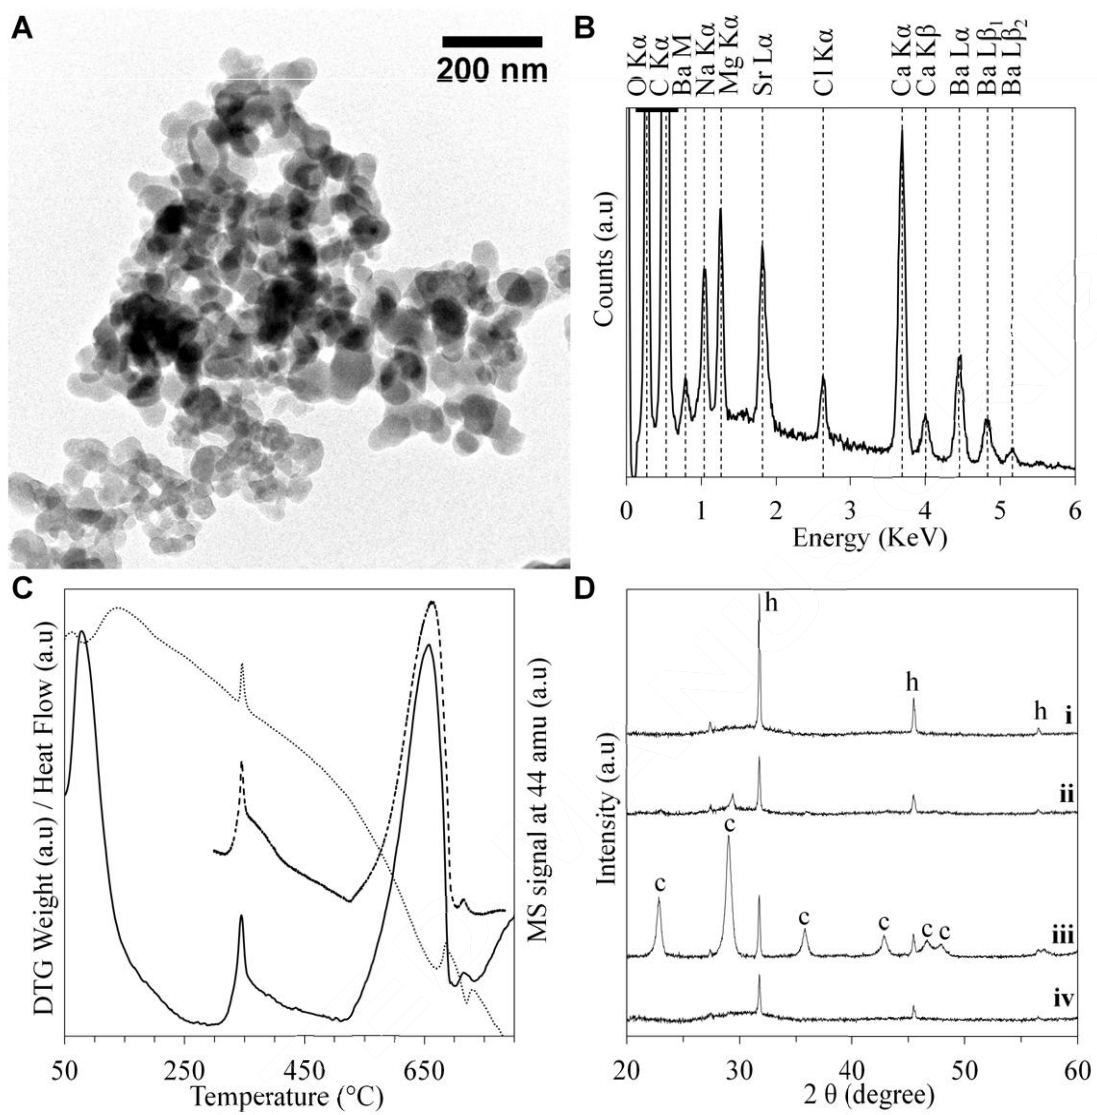 A
200 nm
B
O Kα
C Kα
Ba M
Na Kα
Mg Kα
Sr Lα
Cl Kα
Ca Kα
Ca Kβ
Ba Lα
Ba Lβ1
Ba Lβ2
Counts (a.u)
0 1 2 3 4 5 6
Energy (KeV)
C
DTG Weight (a.u) / Heat Flow (a.u)
MS signal at 44 amu (a.u)
50 250 450 650
Temperature (°C)
D
Intensity (a.u)
h
h
h
i
ii
c
c
c
c
c
c
iii
iv
20 30 40 50 60
2 θ (degree)